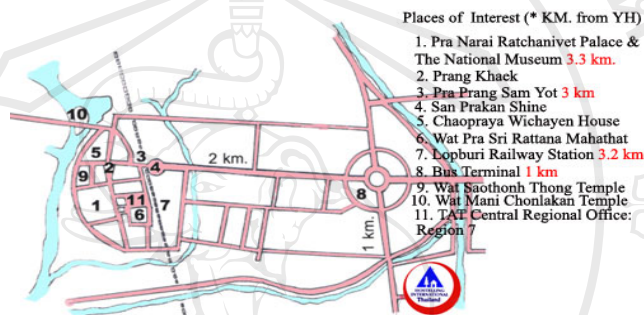 Places of Interest (* KM. from YH)
1. Pra Narai Ratchanivet Palace &
The National Museum 3.3 km.
2. Prang Khaek
3. Pra Prang Sam Yot 3 km
4. San Prakan Shine
5. Chaopraya Wichayen House
6. Wat Pra Sri Rattana Mahathat
7. Lopburi Railway Station 3.2 km
8. Bus Terminal 1 km
9. Wat Saothonh Thong Temple
10. Wat Mani Chonlakan Temple
11. TAT Central Regional Office:
Region 7
10
5
2
3
4
2 km.
9
1
11
6
7
8
1 km.
HOSTELLING
INTERNATIONAL
Thailand